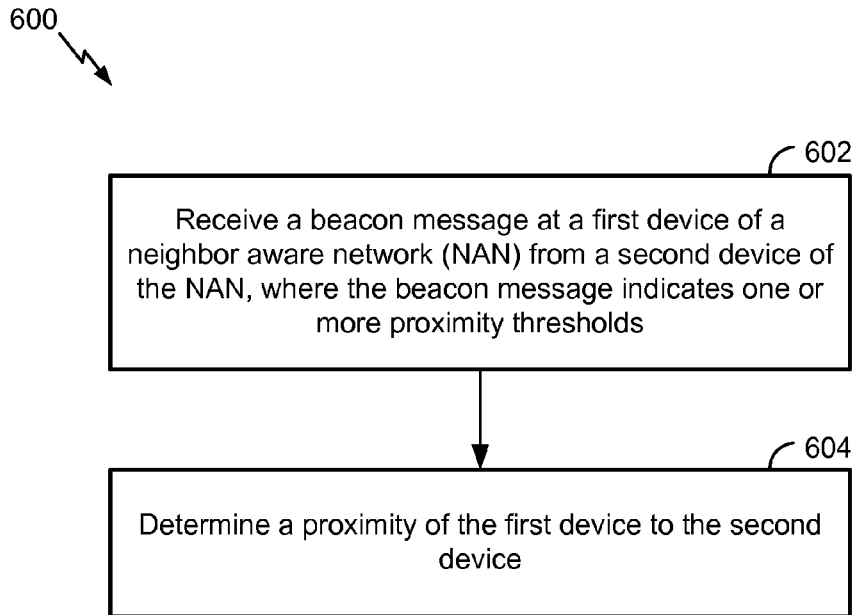 600
602
Receive a beacon message at a first device of a
neighbor aware network (NAN) from a second device of
the NAN, where the beacon message indicates one or
more proximity thresholds
604
Determine a proximity of the first device to the second
device